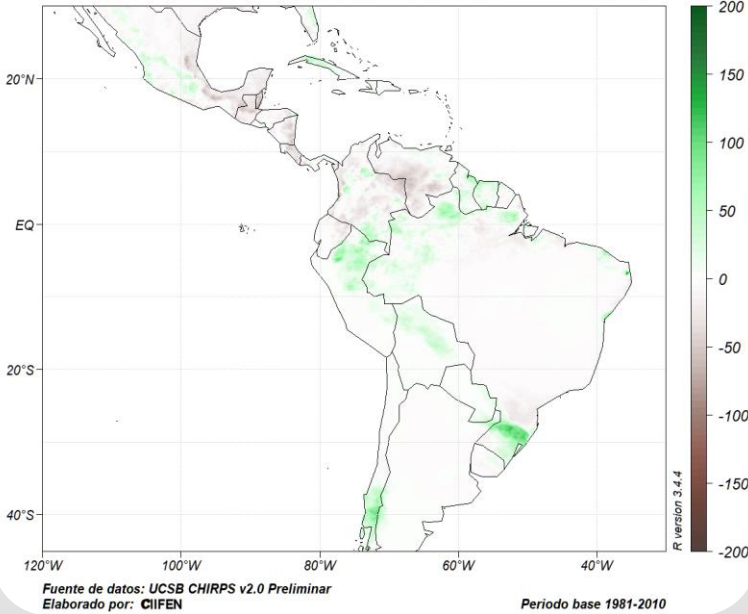 200
150
100
50
0
-50
-100
-150
-200
20°N
EQ
20°S
40°S
120°W
100°W
80°W
60°W
40°W
R version 3.4.4
Fuente de datos: UCSB CHIRPS v2.0 Preliminar
Elaborado por: CIIFEN
Periodo base 1981-2010